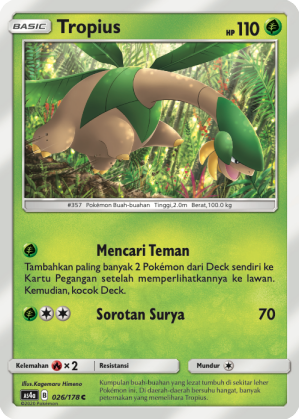 BASIC Tropius HP 110
#357 Pokémon Buah-buahan Tinggi,2.0m Berat,100.0 kg
Mencari Teman
Tambahkan paling banyak 2 Pokémon dari Deck sendiri ke
Kartu Pegangan setelah memperlihatkannya ke lawan.
Kemudian, kocok Deck.
Sorotan Surya 70
Kelemahan ×2 Resistansi Mundur
Illus.Kagemaru Himeno
AS4a D 026/178 C
Kumpulan buah-buahan yang lezat tumbuh di sekitar leher
Pokémon ini. Di daerah-daerah bersuhu hangat, banyak
peternakan yang memelihara Tropius.